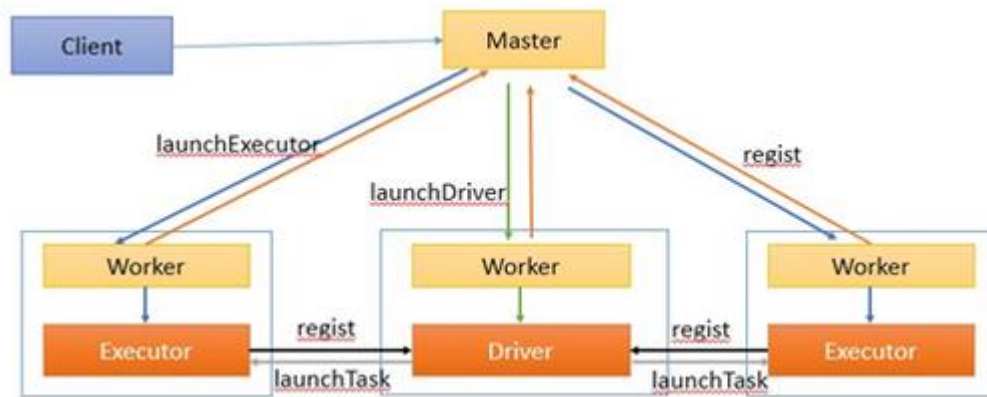 Client
Master
launchExecutor
regist
launchDriver
Worker
Worker
Worker
Executor
regist
Driver
regist
Executor
launchTask
launchTask